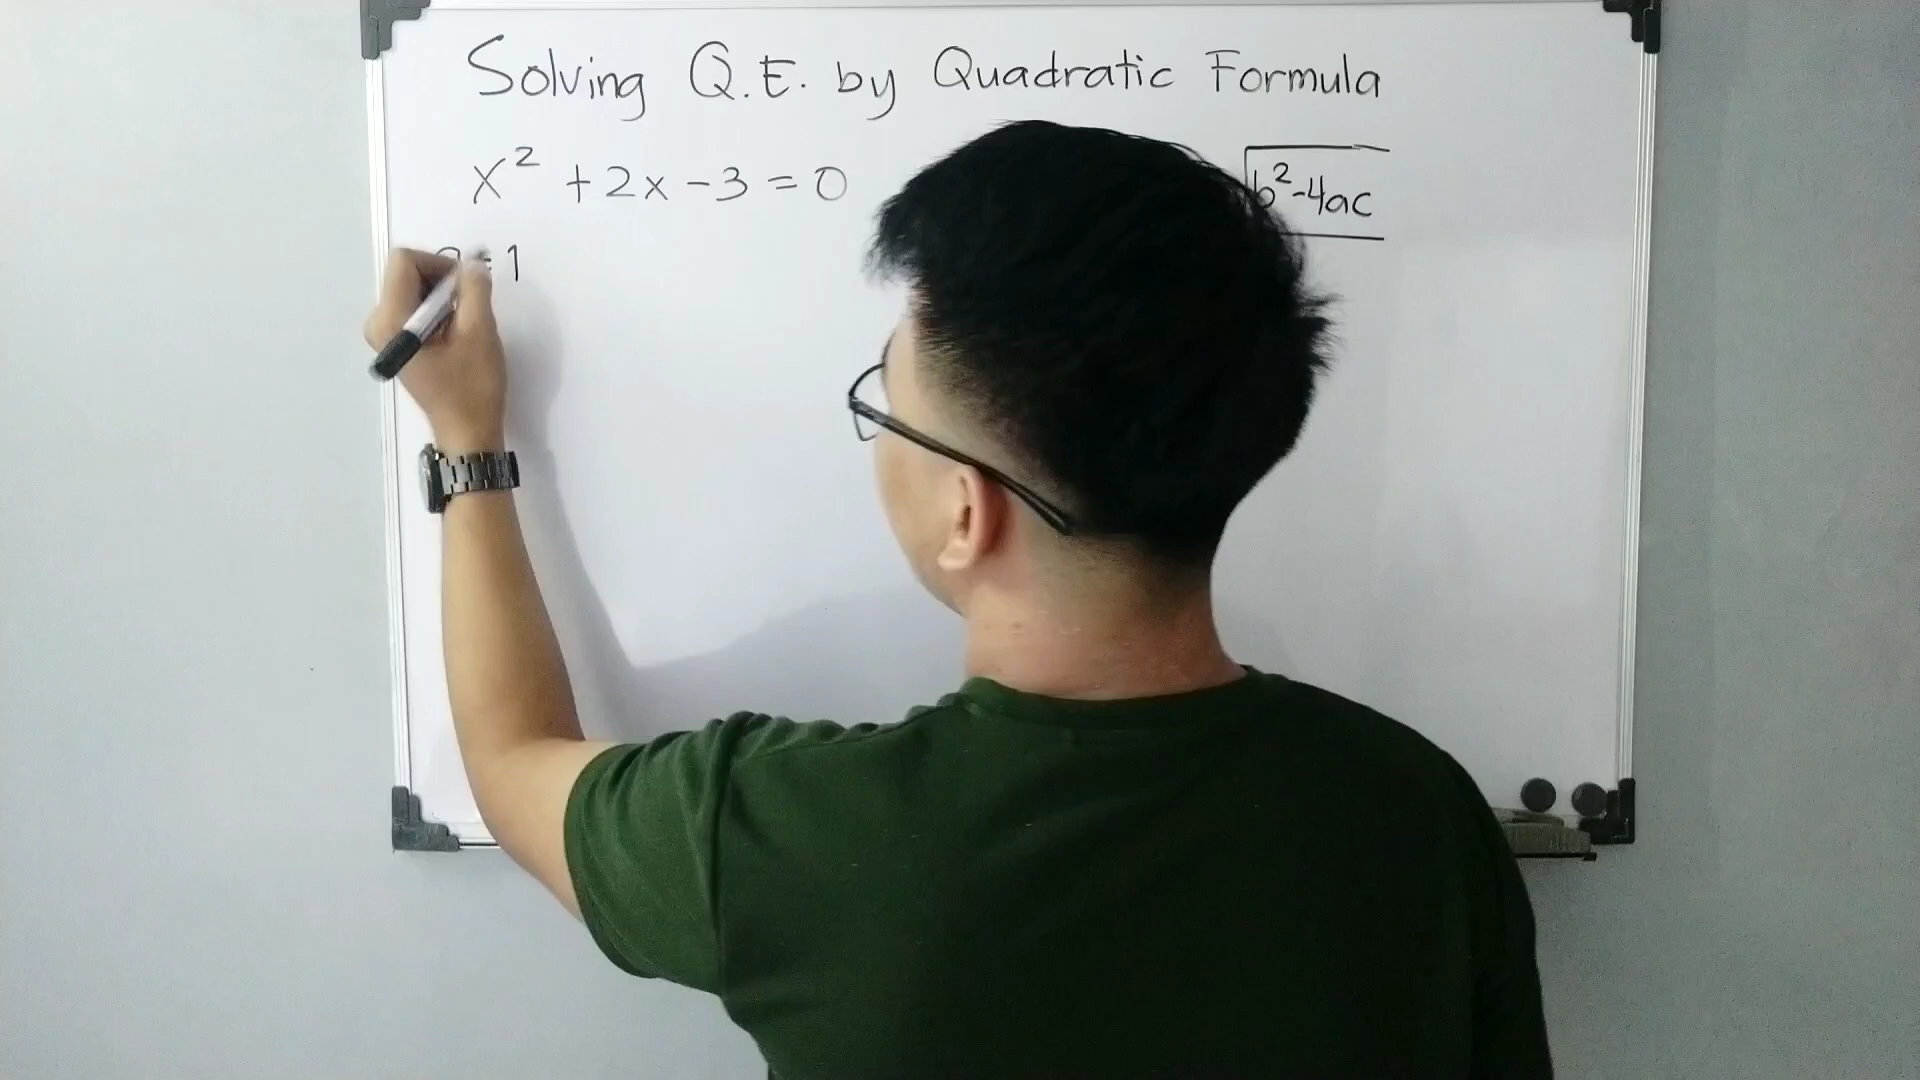 Solving Q.E. by Quadratic Formula
x² + 2x - 3 = 0
√b²-4ac
= 1